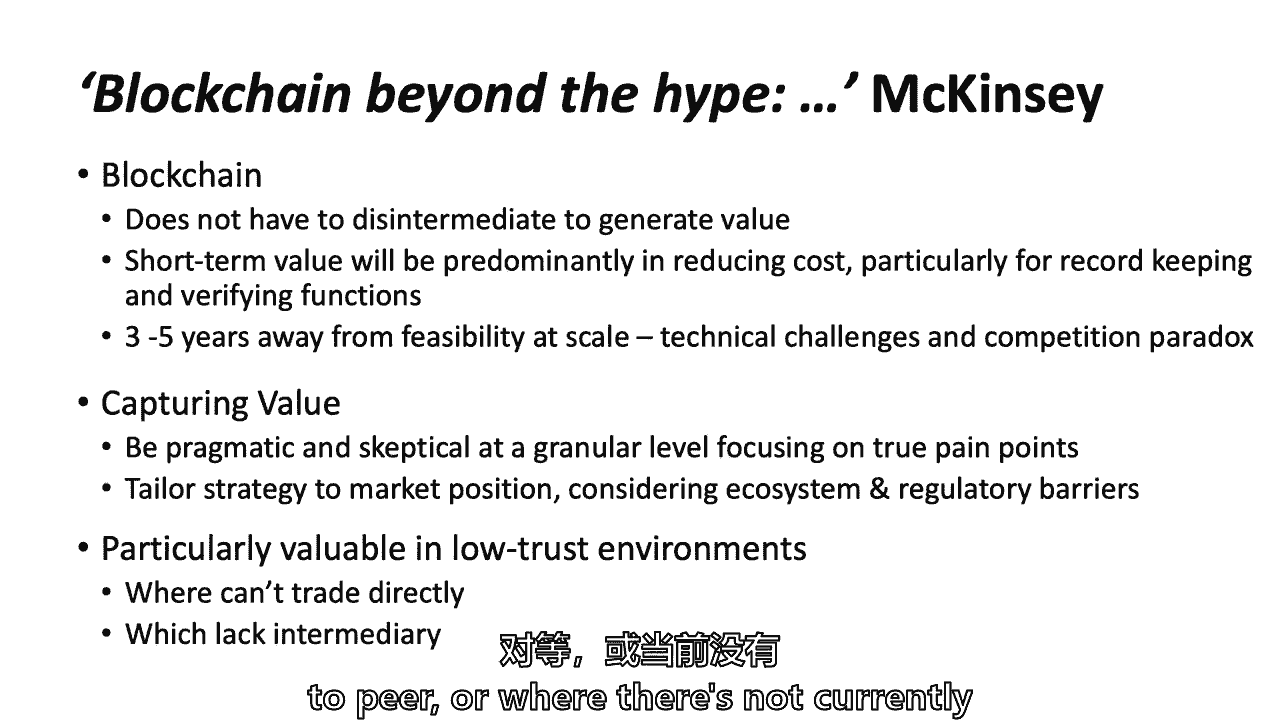 ‘Blockchain beyond the hype: …’ McKinsey
• Blockchain
• Does not have to disintermediate to generate value
• Short-term value will be predominantly in reducing cost, particularly for record keeping
and verifying functions
• 3 -5 years away from feasibility at scale – technical challenges and competition paradox
• Capturing Value
• Be pragmatic and skeptical at a granular level focusing on true pain points
• Tailor strategy to market position, considering ecosystem & regulatory barriers
• Particularly valuable in low-trust environments
• Where can’t trade directly
• Which lack intermediary
对等，或当前没有
to peer, or where there's not currently